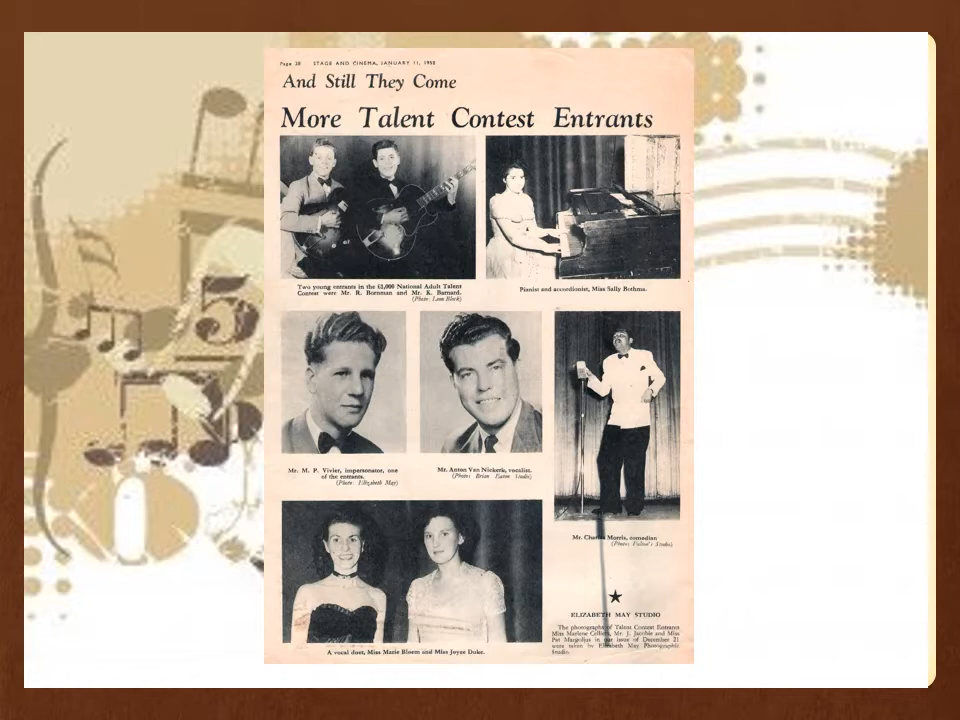 Page 28 STAGE AND CINEMA, JANUARY 11, 1952
And Still They Come
More Talent Contest Entrants
Two young entrants in the £1,000 National Adult Talent
Contest were Mr. R. Bornman and Mr. K. Barnard.
(Photo: Leon Block)
Pianist and accordionist, Miss Sally Bothma.
Mr. M. P. Vivier, impersonator, one
of the entrants.
(Photo: Elizabeth May)
Mr. Anton Van Niekerk, vocalist.
(Photo: Brian Eaton Studio)
Mr. Charles Morris, comedian
(Photo: Studio)
A vocal duet, Miss Marie Bloem and Miss Joyze Duke.
ELIZABETH MAY STUDIO
The photographs of Talent Contest Entrants
Miss Marlene Celliers, Mr. J. Jacobie and Miss
Pat Margolius in our issue of December 21
were taken by Elizabeth May Photographic
Studio.